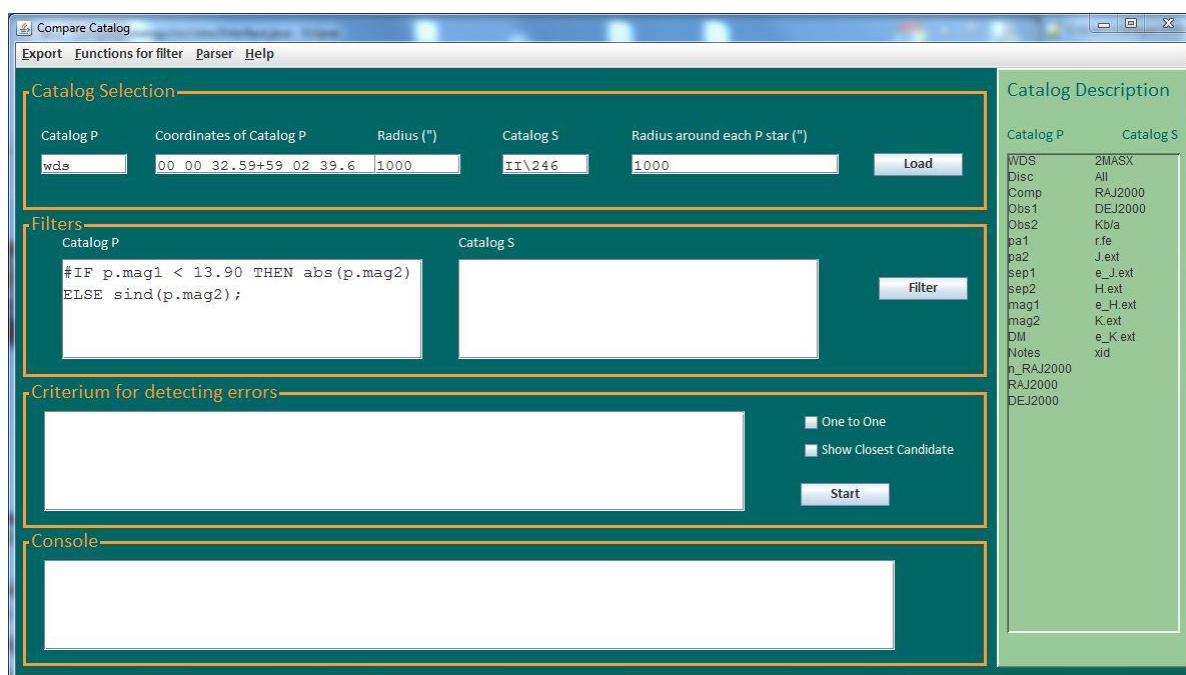 Compare Catalog
Export Functions for filter Parser Help
Catalog Selection
Catalog P Coordinates of Catalog P Radius (") Catalog S Radius around each P star (")
wds 00 00 32.59+59 02 39.6 1000 II\246 1000 Load
Filters
Catalog P Catalog S
#IF p.mag1 < 13.90 THEN abs(p.mag2)
ELSE sind(p.mag2);
Filter
Criterium for detecting errors
One to One
Show Closest Candidate
Start
Console
Catalog Description
Catalog P Catalog S
WDS 2MASX
Disc All
Comp RAJ2000
Obs1 DEJ2000
Obs2 Kb/a
pa1 r.fe
pa2 J.ext
sep1 e_J.ext
sep2 H.ext
mag1 e_H.ext
mag2 K.ext
DM e_K.ext
Notes xid
n_RAJ2000
RAJ2000
DEJ2000